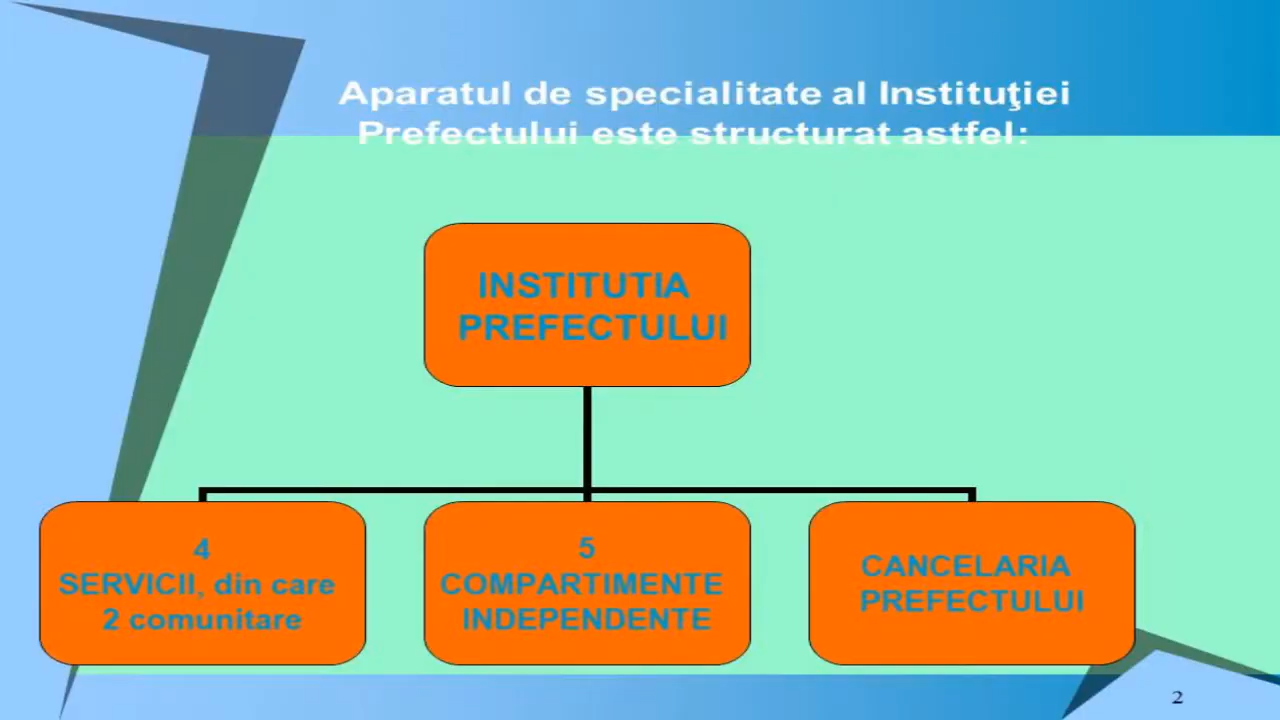 Aparatul de specialitate al Instituţiei
Prefectului este structurat astfel:
INSTITUTIA
PREFECTULUI
4
SERVICII, din care
2 comunitare
5
COMPARTIMENTE
INDEPENDENTE
CANCELARIA
PREFECTULUI
2